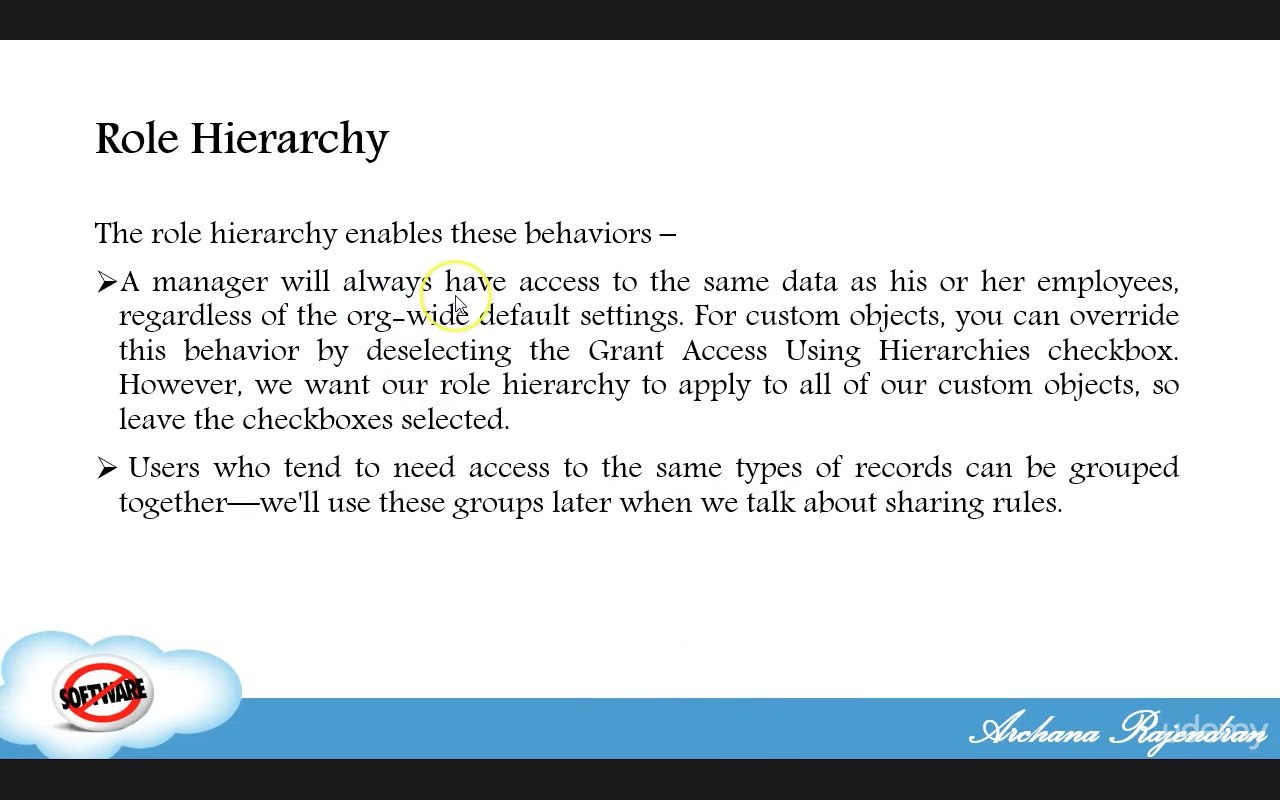 Role Hierarchy
The role hierarchy enables these behaviors –
➢A manager will always have access to the same data as his or her employees,
regardless of the org-wide default settings. For custom objects, you can override
this behavior by deselecting the Grant Access Using Hierarchies checkbox.
However, we want our role hierarchy to apply to all of our custom objects, so
leave the checkboxes selected.
➢ Users who tend to need access to the same types of records can be grouped
together—we'll use these groups later when we talk about sharing rules.
SOFTWARE
Archana Rajendran
udemy